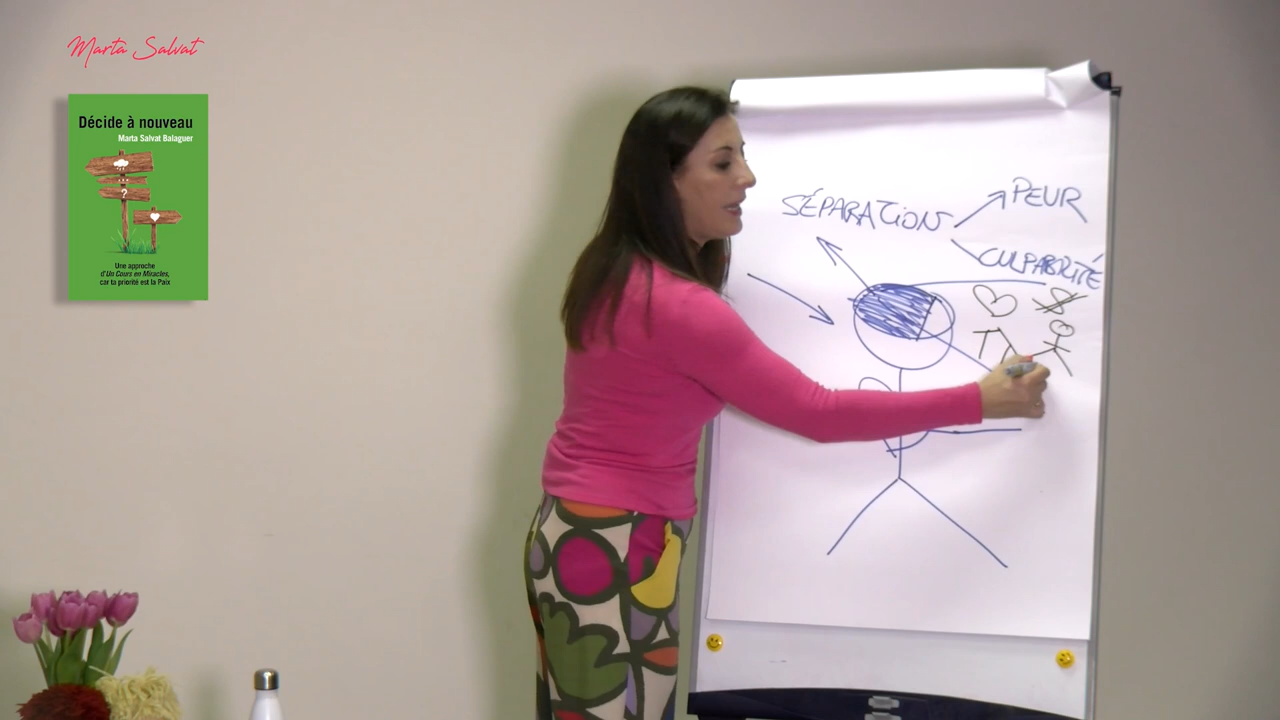 Marta Salvat
Décide à nouveau
Marta Salvat Balaguer
?
Une approche
d'Un Cours en Miracles,
car ta priorité est la Paix
SÉPARATION
PEUR
CULPABILITÉ